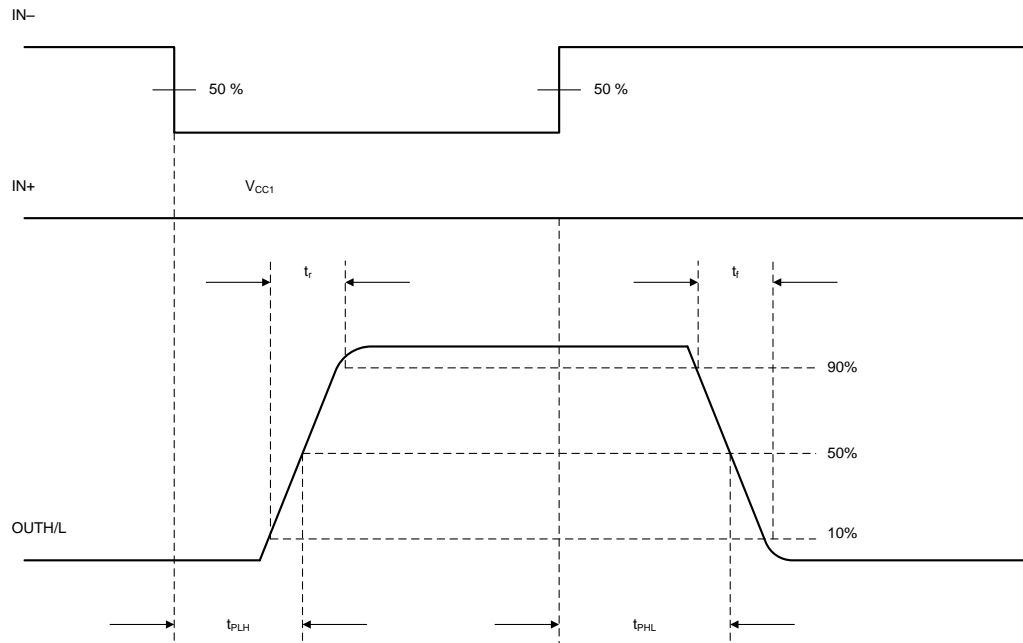 IN–
50 %
50 %
IN+
VCC1
tr
tf
90%
50%
OUTH/L
10%
tPLH
tPHL